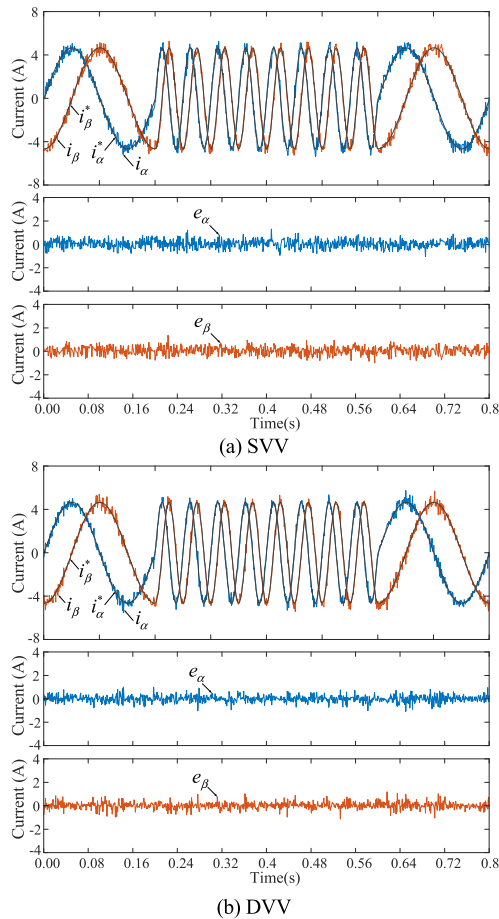 Current (A)
8
4
0
-4
-8
i*β
iβ
i*α
iα
Current (A)
4
2
0
-2
-4
eα
Current (A)
4
2
0
-2
-4
eβ
0.00 0.08 0.16 0.24 0.32 0.4 0.48 0.56 0.64 0.72 0.8
Time(s)
(a) SVV
Current (A)
8
4
0
-4
-8
i*β
iβ
i*α
iα
Current (A)
4
2
0
-2
-4
eα
Current (A)
4
2
0
-2
-4
eβ
0.00 0.08 0.16 0.24 0.32 0.4 0.48 0.56 0.64 0.72 0.8
Time(s)
(b) DVV